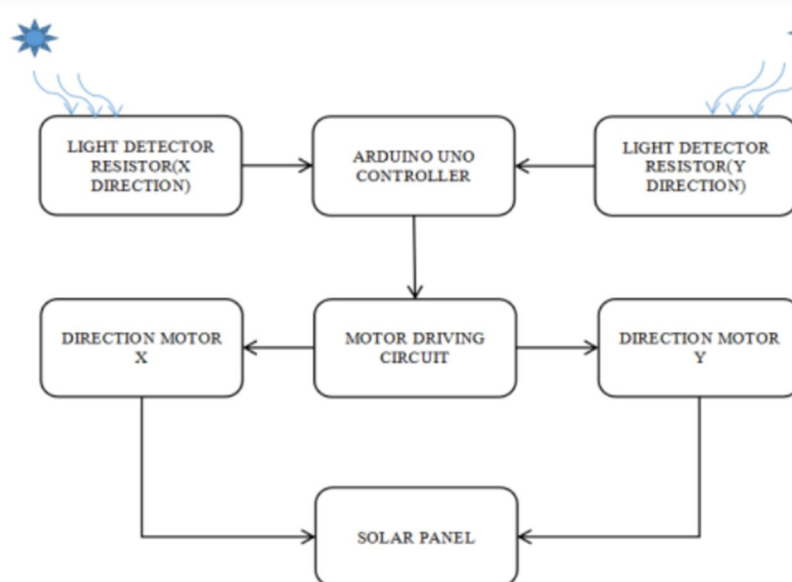 LIGHT DETECTOR
RESISTOR(X
DIRECTION)
ARDUINO UNO
CONTROLLER
LIGHT DETECTOR
RESISTOR(Y
DIRECTION)
DIRECTION MOTOR
X
MOTOR DRIVING
CIRCUIT
DIRECTION MOTOR
Y
SOLAR PANEL